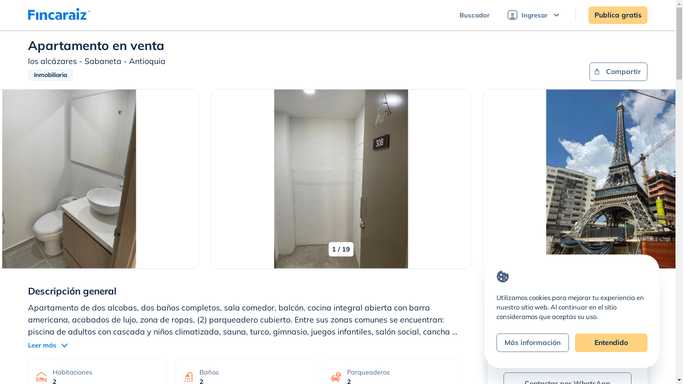 Fincaraiz
Buscador
Ingresar
Publica gratis
Apartamento en venta
los alcázares - Sabaneta - Antioquia
Inmobiliaria
Compartir
308
1 / 19
Descripción general
Apartamento de dos alcobas, dos baños completos, sala comedor, balcón, cocina integral abierta con barra
americana, acabados de lujo, zona de ropas, (2) parqueadero cubierto. Entre sus zonas comunes se encuentran:
piscina de adultos con cascada y niños climatizada, sauna, turco, gimnasio, juegos infantiles, salón social, cancha ...
Leer más
Habitaciones
2
Baños
2
Parqueaderos
2
Utilizamos cookies para mejorar tu experiencia en
nuestro sitio web. Al continuar en el sitio
consideramos que aceptas su uso.
Más información
Entendido
Contactar por WhatsApp